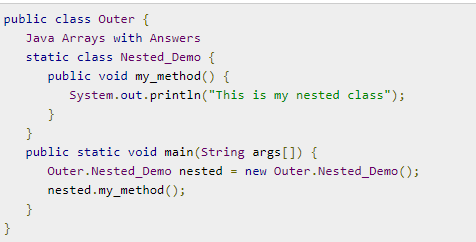 public class Outer {
   Java Arrays with Answers
   static class Nested_Demo {
      public void my_method() {
         System.out.println("This is my nested class");
      }
   }
   public static void main(String args[]) {
      Outer.Nested_Demo nested = new Outer.Nested_Demo();
      nested.my_method();
   }
}